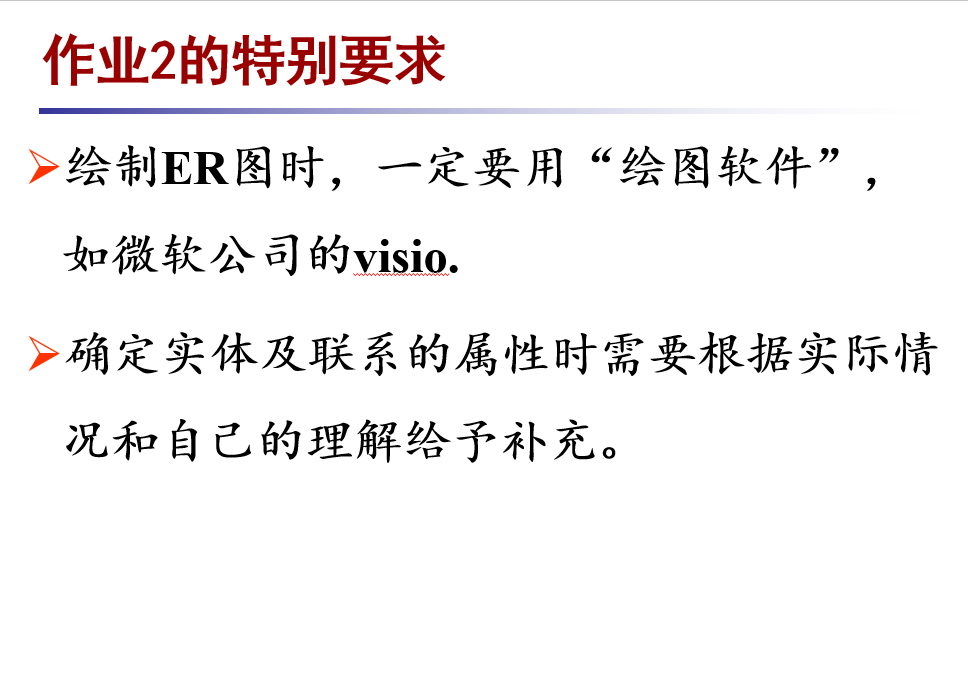 作业2的特别要求
绘制ER图时，一定要用“绘图软件”，
如微软公司的visio.
确定实体及联系的属性时需要根据实际情
况和自己的理解给予补充。